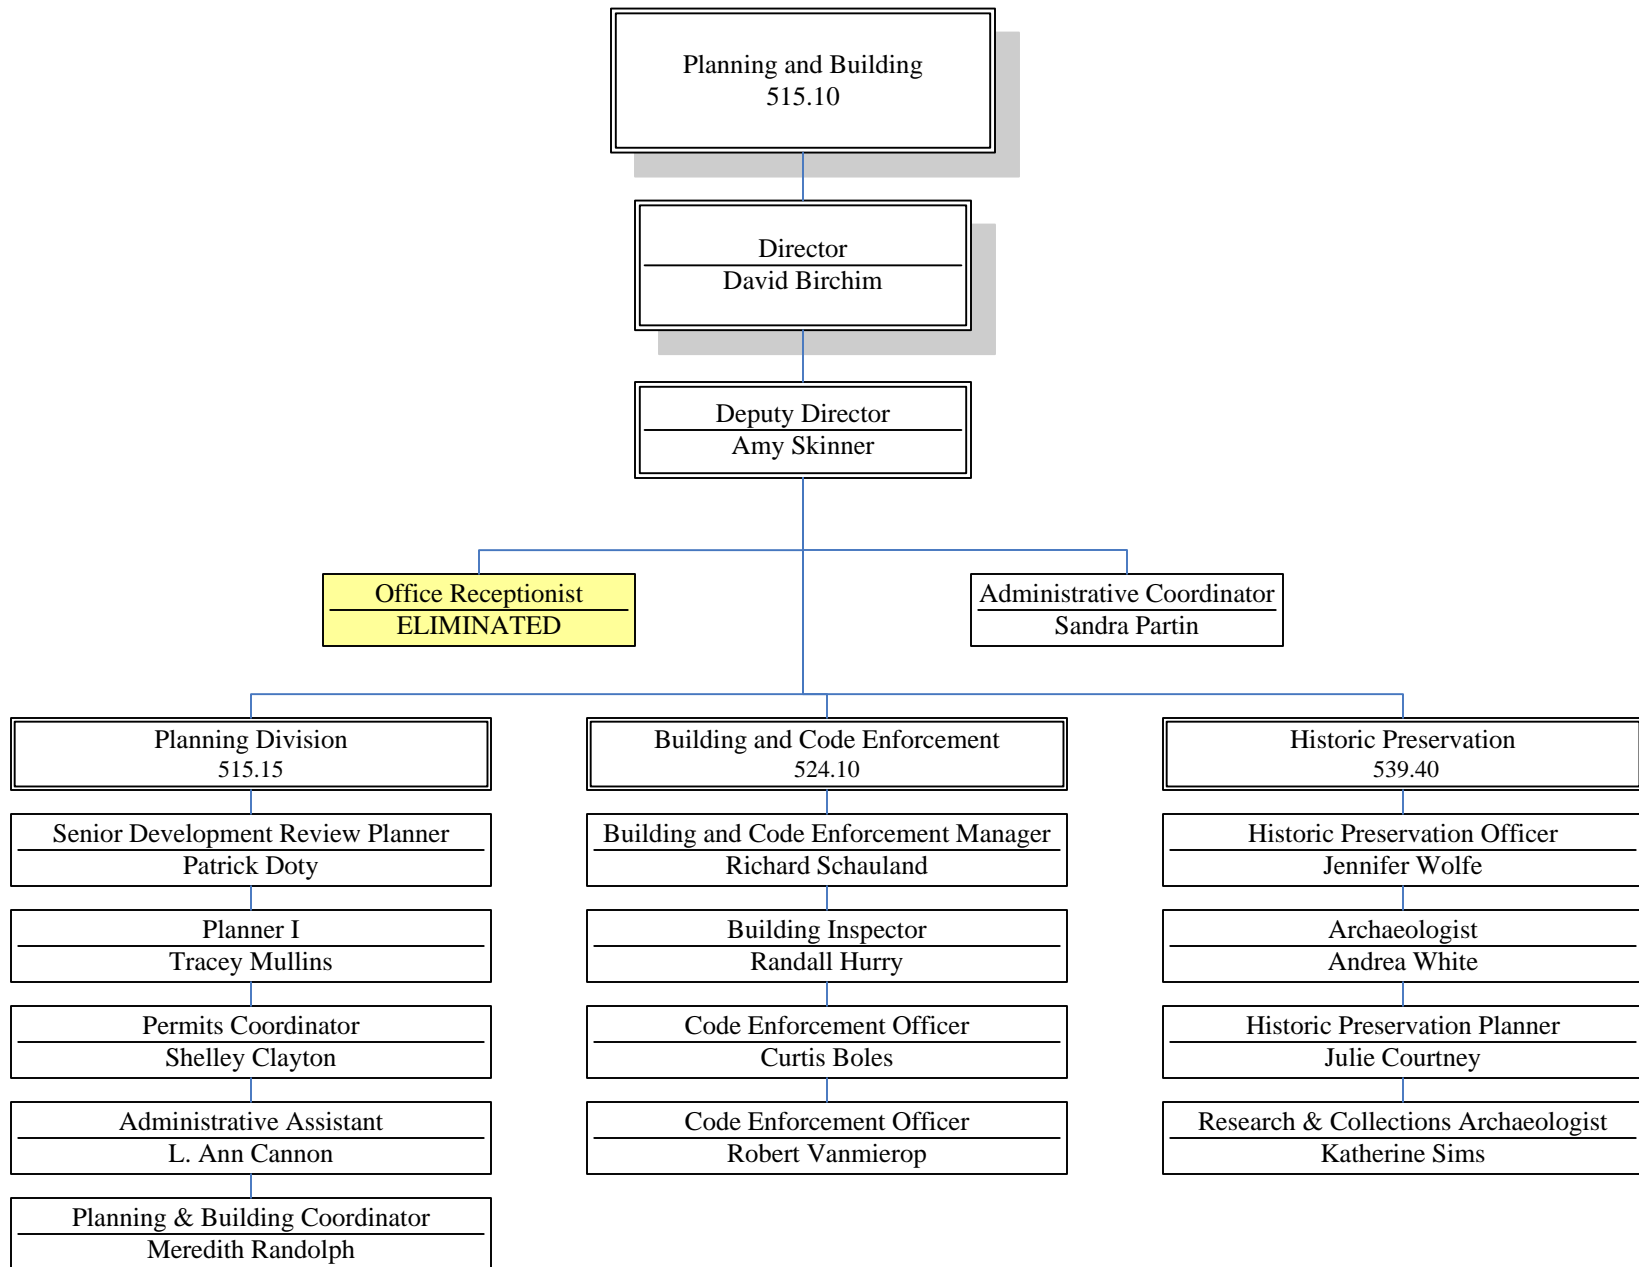 Planning and Building
515.10
Director
David Birchim
Deputy Director
Amy Skinner
Office Receptionist
ELIMINATED
Administrative Coordinator
Sandra Partin
Planning Division
515.15
Senior Development Review Planner
Patrick Doty
Planner I
Tracey Mullins
Permits Coordinator
Shelley Clayton
Administrative Assistant
L. Ann Cannon
Planning & Building Coordinator
Meredith Randolph
Building and Code Enforcement
524.10
Building and Code Enforcement Manager
Richard Schauland
Building Inspector
Randall Hurry
Code Enforcement Officer
Curtis Boles
Code Enforcement Officer
Robert Vanmierop
Historic Preservation
539.40
Historic Preservation Officer
Jennifer Wolfe
Archaeologist
Andrea White
Historic Preservation Planner
Julie Courtney
Research & Collections Archaeologist
Katherine Sims